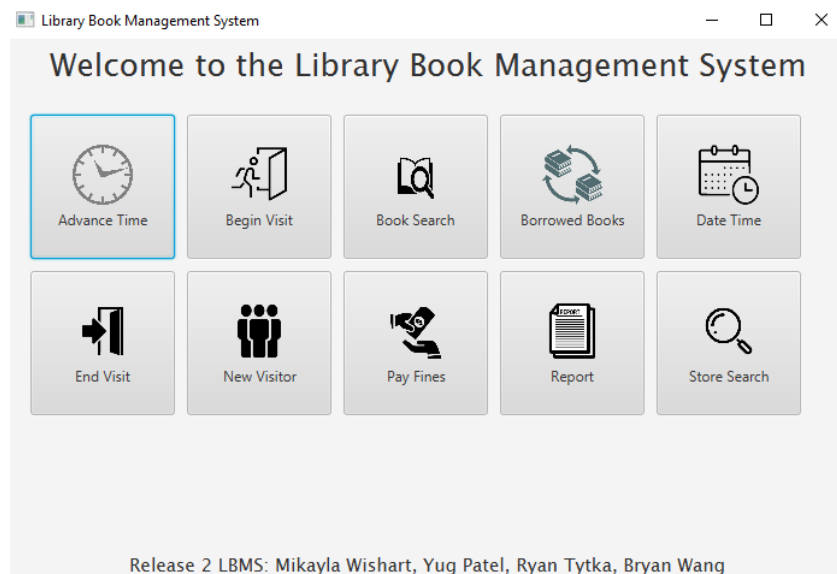 Library Book Management System
Welcome to the Library Book Management System
Advance Time
Begin Visit
Book Search
Borrowed Books
Date Time
End Visit
New Visitor
Pay Fines
REPORT
Report
Store Search
Release 2 LBMS: Mikayla Wishart, Yug Patel, Ryan Tytka, Bryan Wang